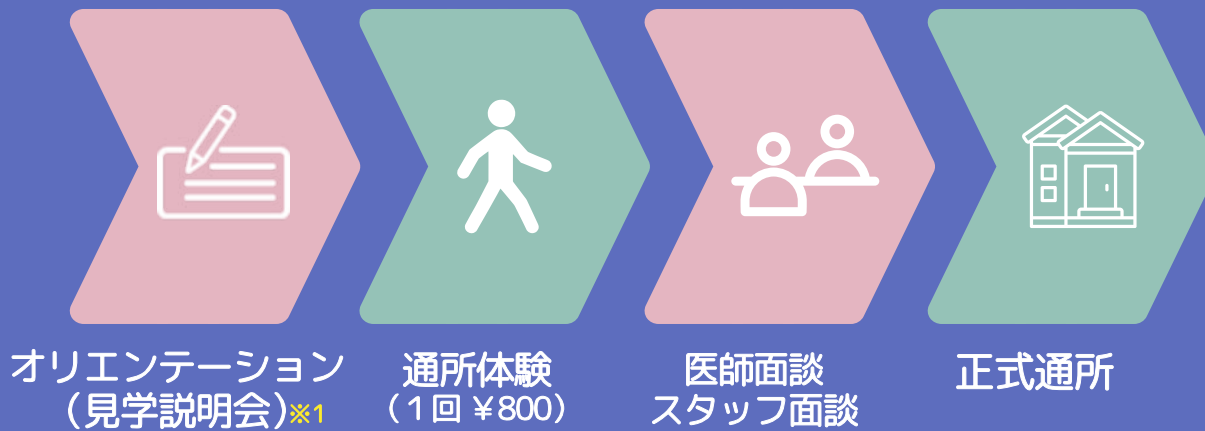 オリエンテーション
（見学説明会）※1
通所体験
（１回 ￥800）
医師面談
スタッフ面談
正式通所